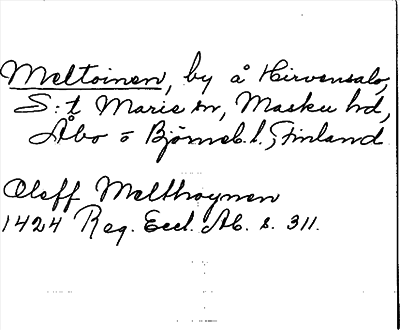 Meltoinen, by å Hirvensalo,
S:t Marie sn, Masku hd,
Åbo o Björneb. l., Finland
Oleff Melthoynen
1424 Reg. Eccl. Ab. s. 311.